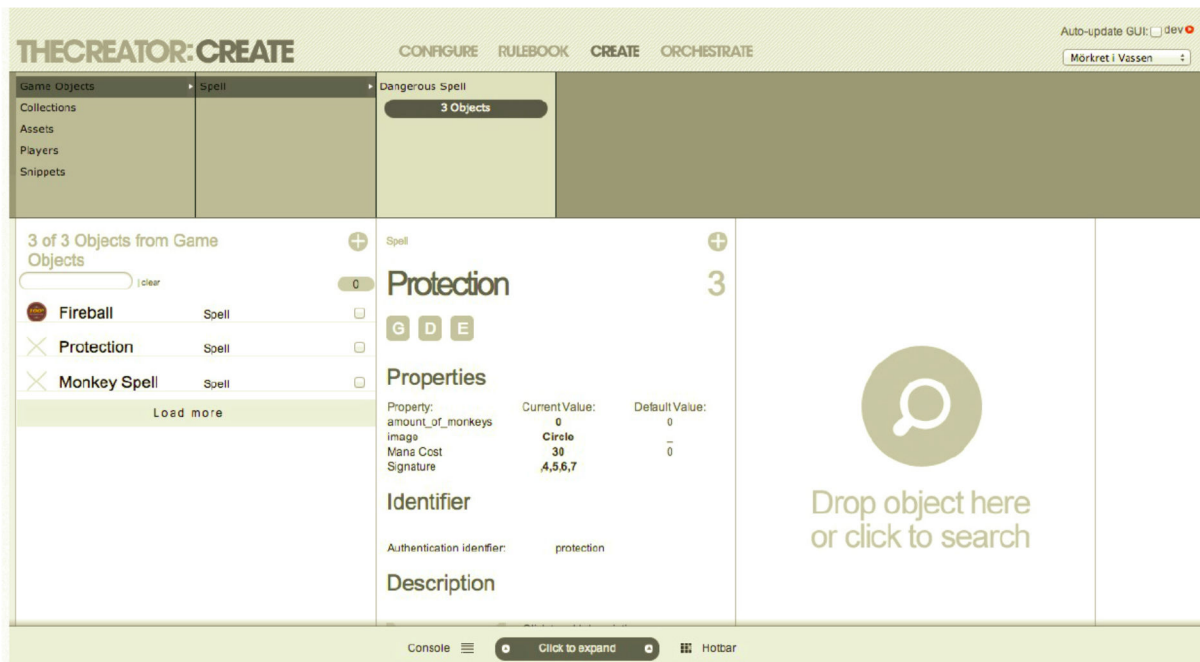 THECREATOR:CREATE
CONFIGURE RULEBOOK CREATE ORCHESTRATE
Auto-update GUI: dev
Mörkret i Vassen
Game Objects
Collections
Assets
Players
Snippets
Spell
Dangerous Spell
3 Objects
3 of 3 Objects from Game
Objects
clear
0
Fireball Spell
Protection Spell
Monkey Spell Spell
Load more
Spell
Protection 3
G D E
Properties
Property: Current Value: Default Value:
amount_of_monkeys 0 0
image Circle _
Mana Cost 30 0
Signature ,4,5,6,7
Identifier
Authentication identfier: protection
Description
Drop object here
or click to search
Console Click to expand Hotbar